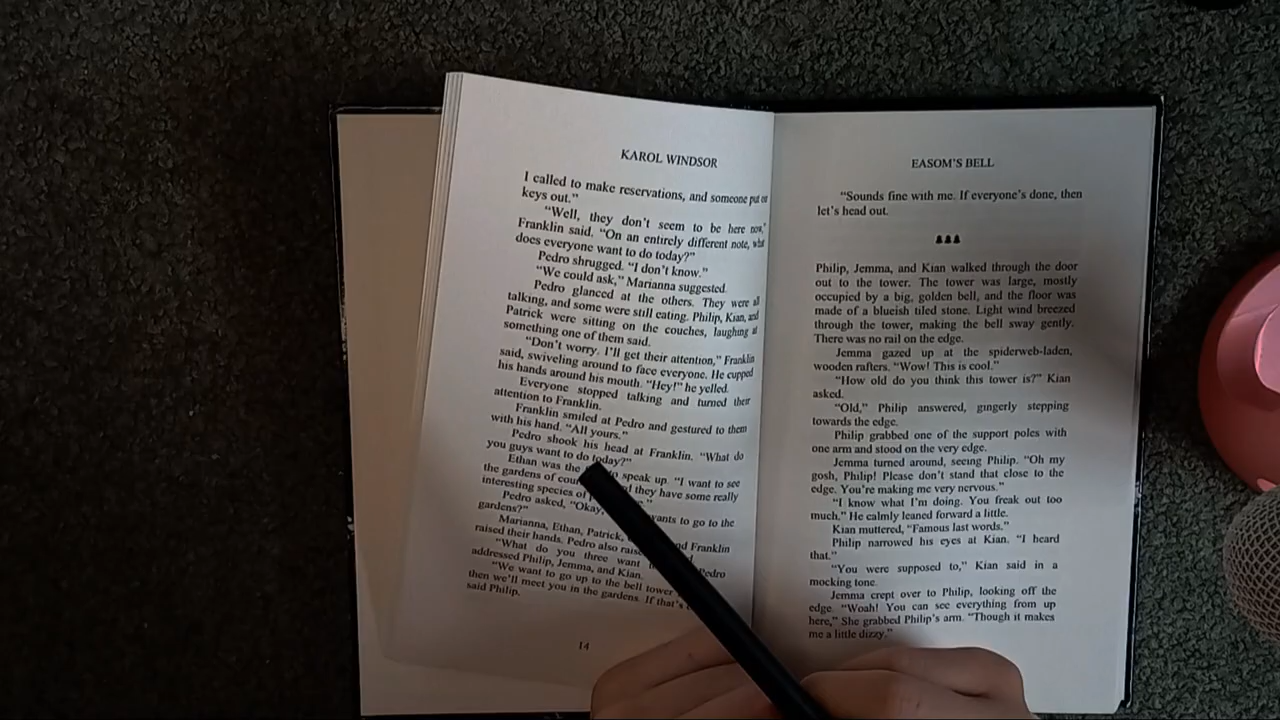 KAROL WINDSOR
I called to make reservations, and someone put
keys out."
"Well, they don't seem to be here now,"
Franklin said. "On an entirely different note,
does everyone want to do today?"
Pedro shrugged. "I don't know."
"We could ask," Marianna suggested.
Pedro glanced at the others. They were all
talking, and some were still eating. Philip, Kian, and
Patrick were sitting on the couches, laughing at
something one of them said.
"Don't worry. I'll get their attention," Franklin
said, swiveling around to face everyone. He cupped
his hands around his mouth. "Hey!" he yelled.
Everyone stopped talking and turned their
attention to Franklin.
Franklin smiled at Pedro and gestured to them
with his hand. "All yours."
Pedro shook his head at Franklin. "What do
you guys want to do today?"
Ethan was the to speak up. "I want to see
the gardens of they have some really
interesting species of
Pedro asked, "Okay, wants to go to the
gardens?"
Marianna, Ethan, Patrick, and Franklin
raised their hands. Pedro also
"What do you three want Pedro
addressed Philip, Jemma, and Kian.
"We want to go up to the bell tower
then we'll meet you in the gardens. If that's
said Philip.
14
EASOM'S BELL
"Sounds fine with me. If everyone's done, then
let's head out.
Philip, Jemma, and Kian walked through the door
out to the tower. The tower was large, mostly
occupied by a big, golden bell, and the floor was
made of a blueish tiled stone. Light wind breezed
through the tower, making the bell sway gently.
There was no rail on the edge.
Jemma gazed up at the spiderweb-laden,
wooden rafters. "Wow! This is cool."
"How old do you think this tower is?" Kian
asked.
"Old," Philip answered, gingerly stepping
towards the edge.
Philip grabbed one of the support poles with
one arm and stood on the very edge.
Jemma turned around, seeing Philip. "Oh my
gosh, Philip! Please don't stand that close to the
edge. You're making me very nervous."
"I know what I'm doing. You freak out too
much." He calmly leaned forward a little.
Kian muttered, "Famous last words."
Philip narrowed his eyes at Kian. "I heard
that."
"You were supposed to," Kian said in a
mocking tone.
Jemma crept over to Philip, looking off the
edge. "Woah! You can see everything from up
here," She grabbed Philip's arm. "Though it makes
me a little dizzy."